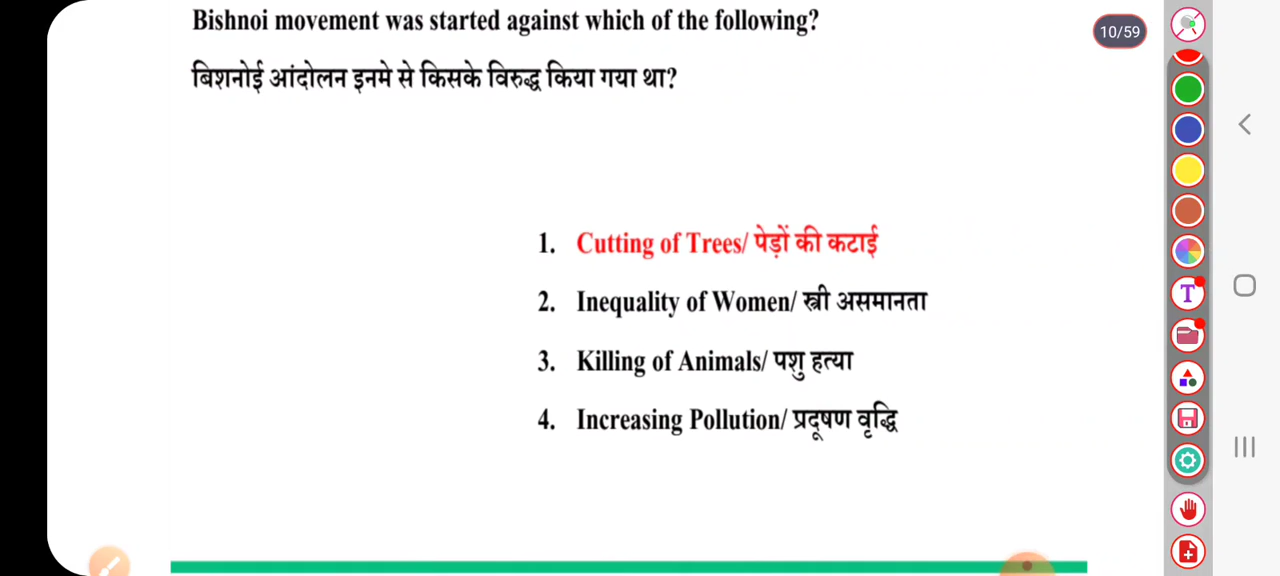 Bishnoi movement was started against which of the following?
10/59
बिशनोई आंदोलन इनमे से किसके विरुद्ध किया गया था?
1. Cutting of Trees/ पेड़ों की कटाई
2. Inequality of Women/ स्त्री असमानता
3. Killing of Animals/ पशु हत्या
4. Increasing Pollution/ प्रदूषण वृद्धि
T